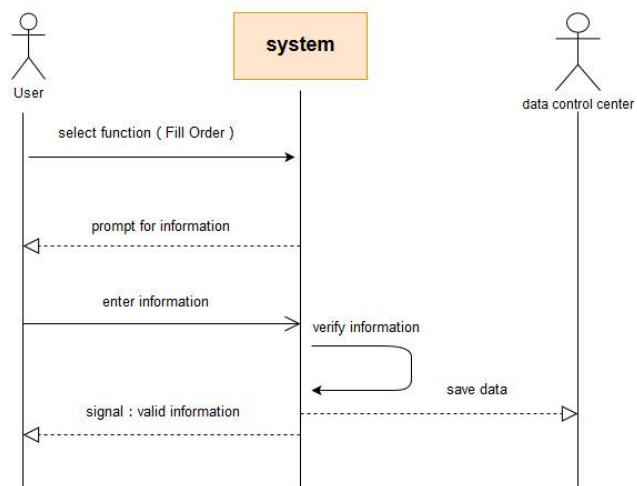 system
User
data control center
select function ( Fill Order )
prompt for information
enter information
verify information
save data
signal : valid information